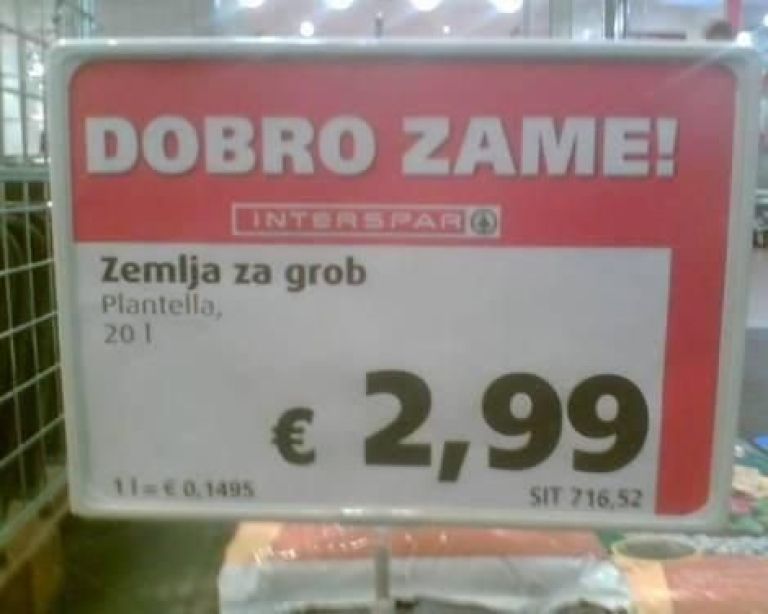 DOBRO ZAME!
INTERSPAR
Zemlja za grob
Plantella,
20 l
€ 2,99
1 l = € 0,1495
SIT 716,52